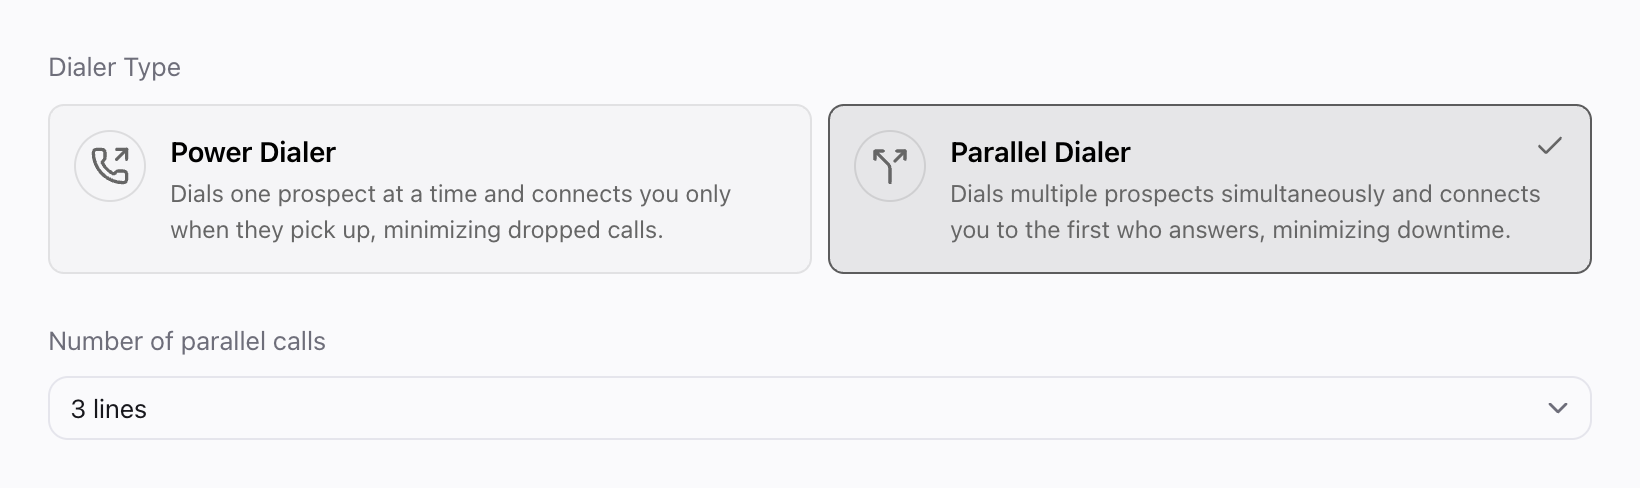 Dialer Type
Power Dialer
Dials one prospect at a time and connects you only
when they pick up, minimizing dropped calls.
Parallel Dialer
Dials multiple prospects simultaneously and connects
you to the first who answers, minimizing downtime.
Number of parallel calls
3 lines